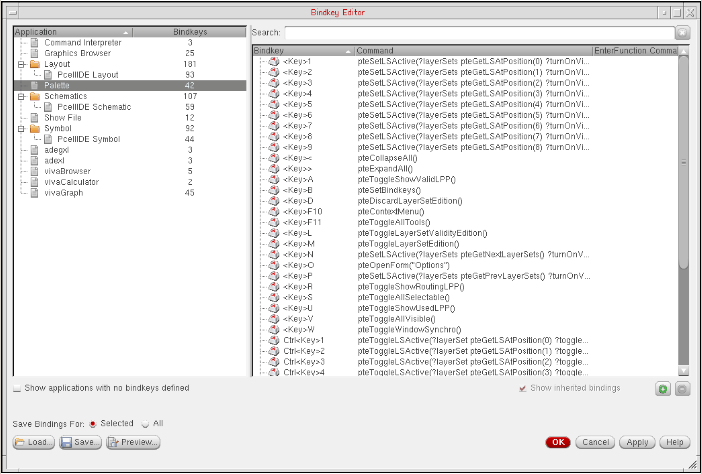 Bindkey Editor
Application Bindkeys
Command Interpreter 3
Graphics Browser 25
Layout 181
PcellIDE Layout 93
Palette 42
Schematics 107
PcellIDE Schematic 59
Show File 12
Symbol 92
PcellIDE Symbol 44
adegxl 3
adexl 3
vivaBrowser 5
vivaCalculator 2
vivaGraph 45
Search:
Bindkey Command EnterFunction Comma
<Key>1 pteSetLSActive(?layerSets pteGetLSAtPosition(0) ?turnOnVi...
<Key>2 pteSetLSActive(?layerSets pteGetLSAtPosition(1) ?turnOnVi...
<Key>3 pteSetLSActive(?layerSets pteGetLSAtPosition(2) ?turnOnVi...
<Key>4 pteSetLSActive(?layerSets pteGetLSAtPosition(3) ?turnOnVi...
<Key>5 pteSetLSActive(?layerSets pteGetLSAtPosition(4) ?turnOnVi...
<Key>6 pteSetLSActive(?layerSets pteGetLSAtPosition(5) ?turnOnVi...
<Key>7 pteSetLSActive(?layerSets pteGetLSAtPosition(6) ?turnOnVi...
<Key>8 pteSetLSActive(?layerSets pteGetLSAtPosition(7) ?turnOnVi...
<Key>9 pteSetLSActive(?layerSets pteGetLSAtPosition(8) ?turnOnVi...
<Key>< pteCollapseAll()
<Key>> pteExpandAll()
<Key>A pteToggleShowValidLPP()
<Key>B pteSetBindkeys()
<Key>D pteDiscardLayerSetEdition()
<Key>F10 pteContextMenu()
<Key>F11 pteToggleAllTools()
<Key>L pteToggleLayerSetValidityEdition()
<Key>M pteToggleLayerSetEdition()
<Key>N pteSetLSActive(?layerSets pteGetNextLayerSets() ?turnOnVi...
<Key>O pteOpenForm("Options")
<Key>P pteSetLSActive(?layerSets pteGetPrevLayerSets() ?turnOnV...
<Key>R pteToggleShowRoutingLPP()
<Key>S pteToggleAllSelectable()
<Key>U pteToggleShowUsedLPP()
<Key>V pteToggleAllVisible()
<Key>W pteToggleWindowSynchro()
Ctrl<Key>1 pteToggleLSActive(?layerSet pteGetLSAtPosition(0) ?toggle...
Ctrl<Key>2 pteToggleLSActive(?layerSet pteGetLSAtPosition(1) ?toggle...
Ctrl<Key>3 pteToggleLSActive(?layerSet pteGetLSAtPosition(2) ?toggle...
Ctrl<Key>4 pteToggleLSActive(?layerSet pteGetLSAtPosition(3) ?toggle...
Show applications with no bindkeys defined
Show inherited bindings
Save Bindings For: Selected All
Load... Save... Preview...
OK Cancel Apply Help